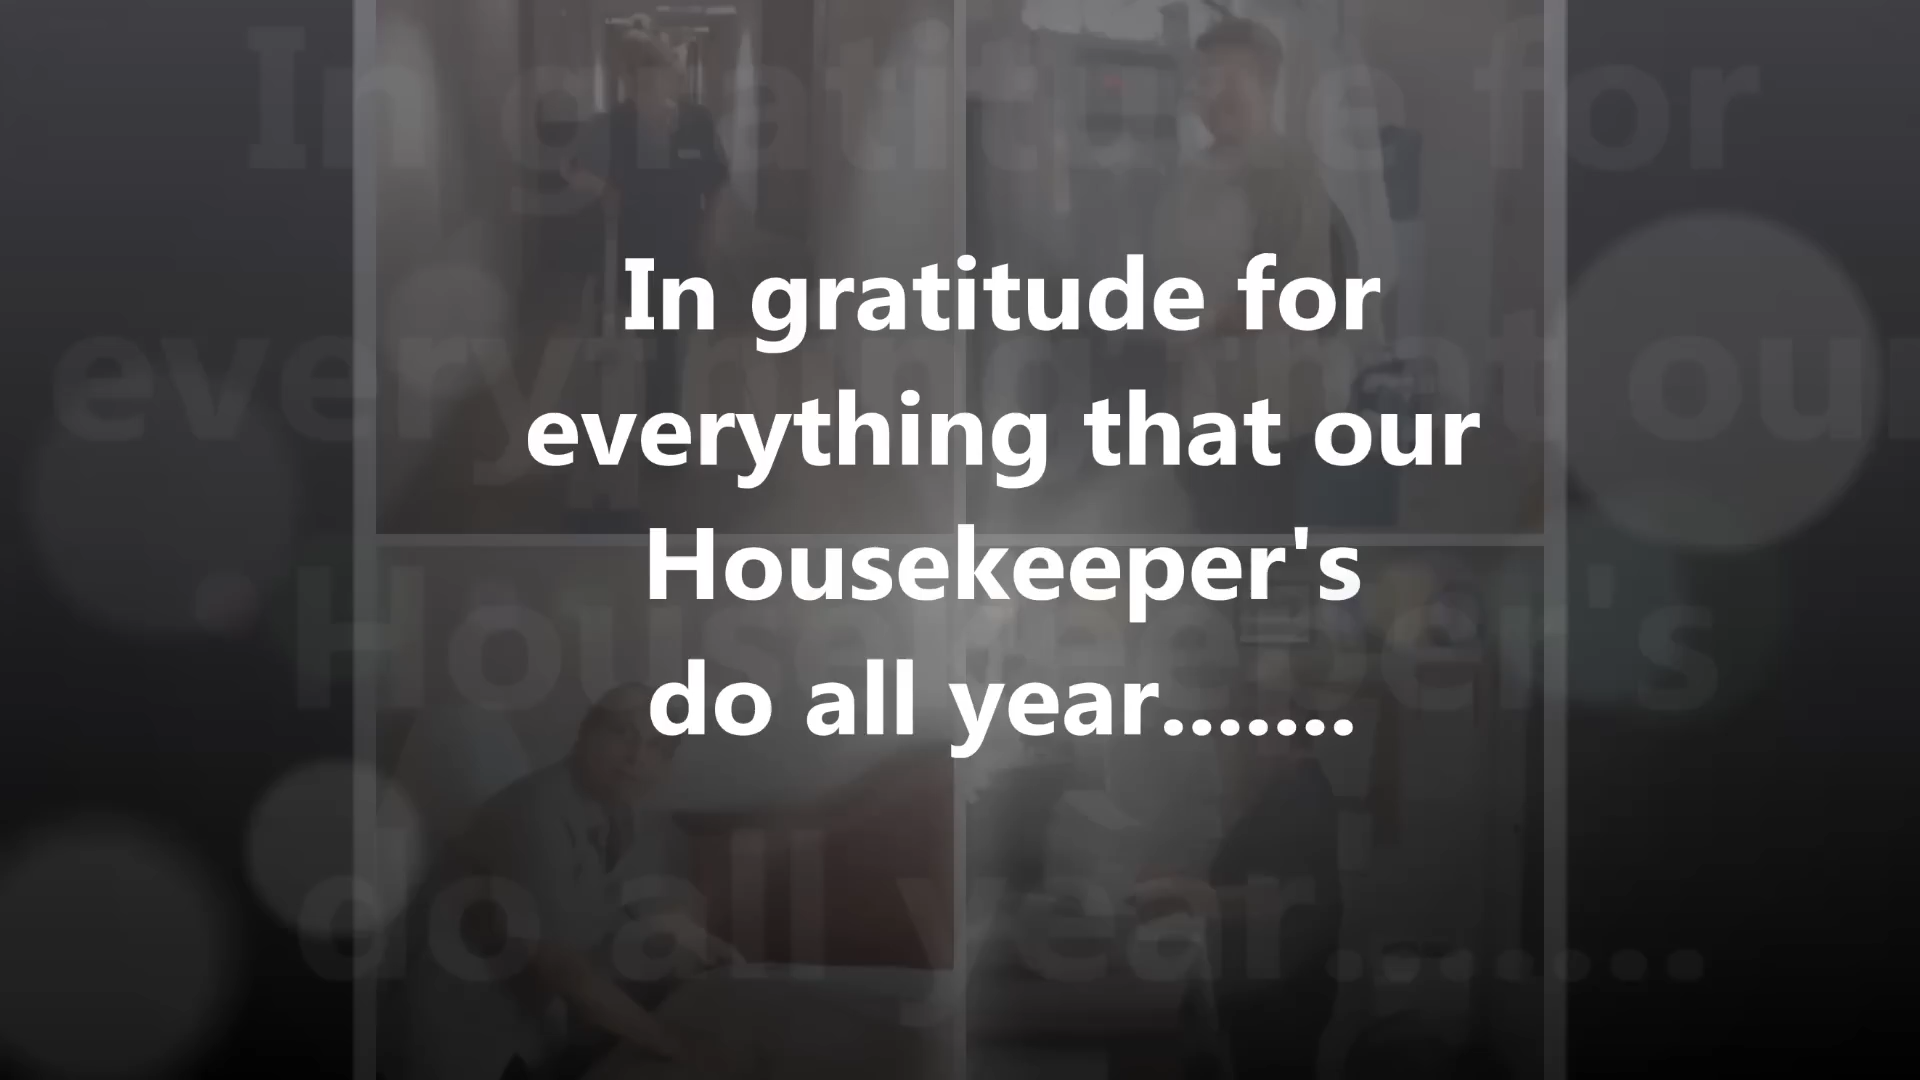 In gratitude for
everything that our
Housekeeper's
do all year.......